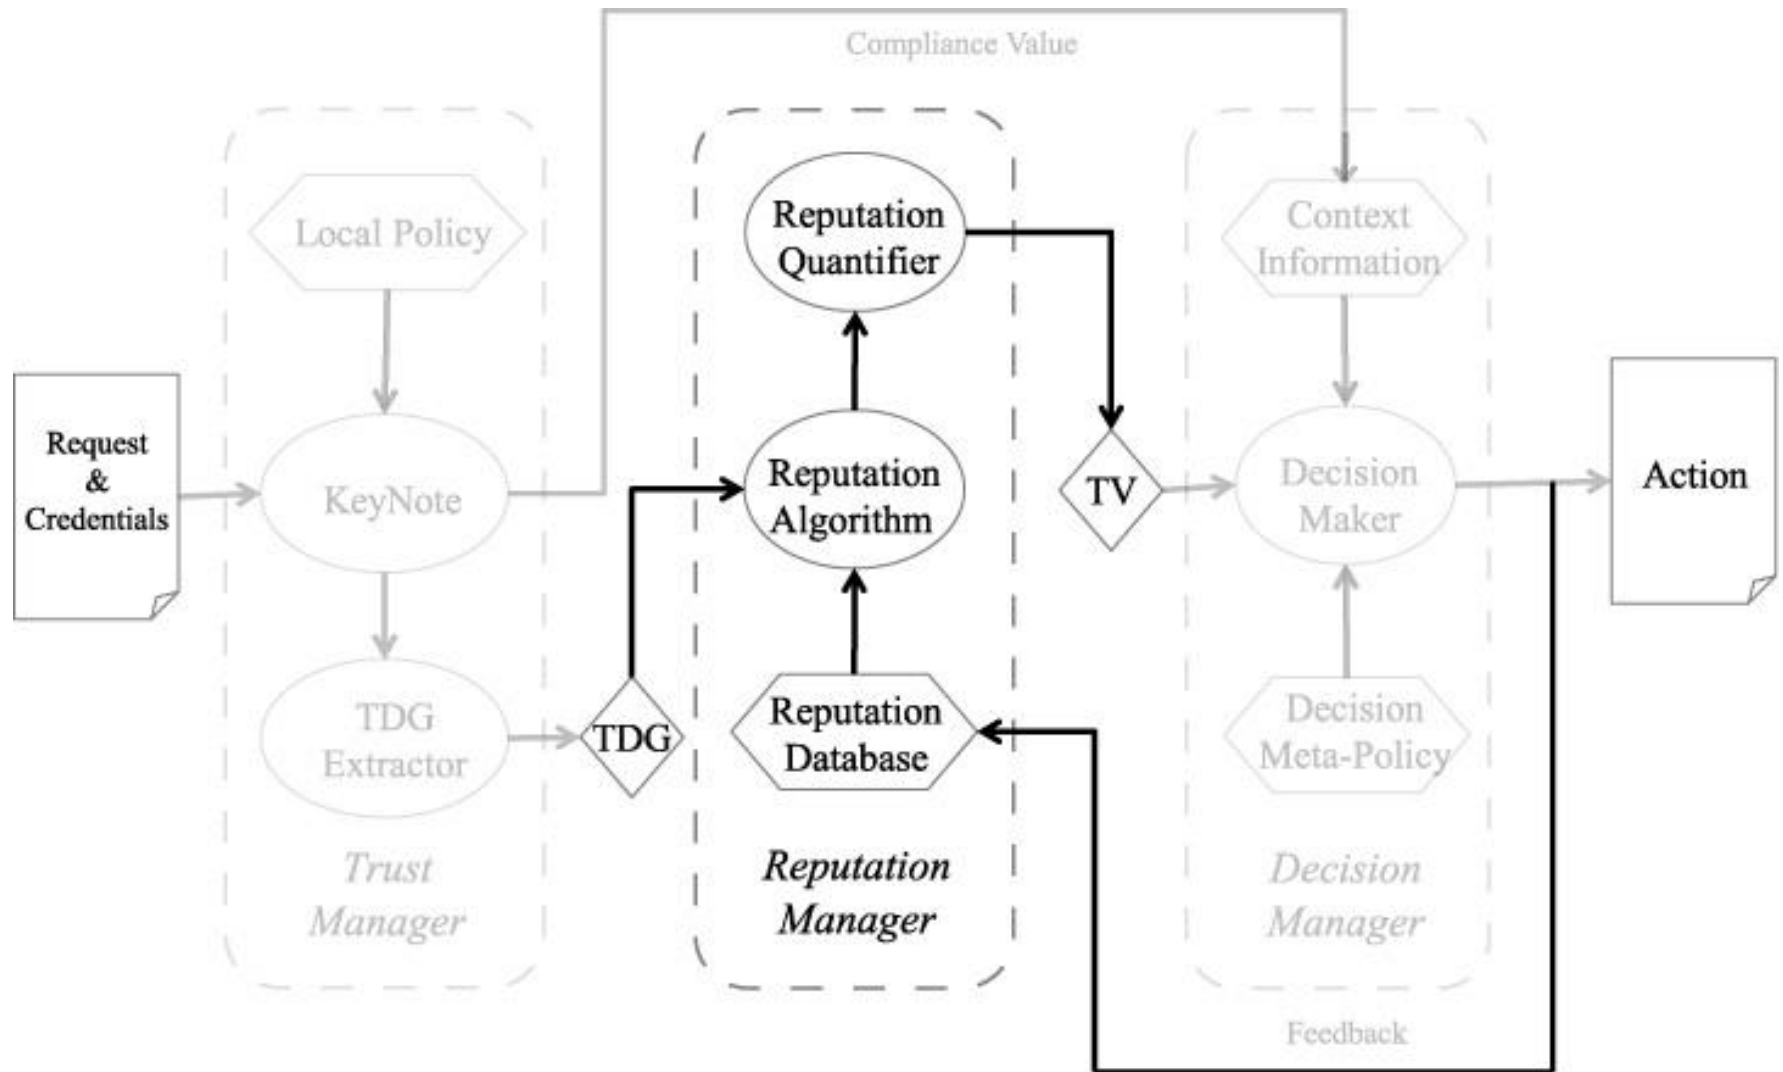 Compliance Value
Local Policy
Request
&
Credentials
KeyNote
TDG
Extractor
Trust
Manager
TDG
Reputation
Quantifier
Reputation
Algorithm
Reputation
Database
Reputation
Manager
TV
Context
Information
Decision
Maker
Decision
Meta-Policy
Decision
Manager
Action
Feedback